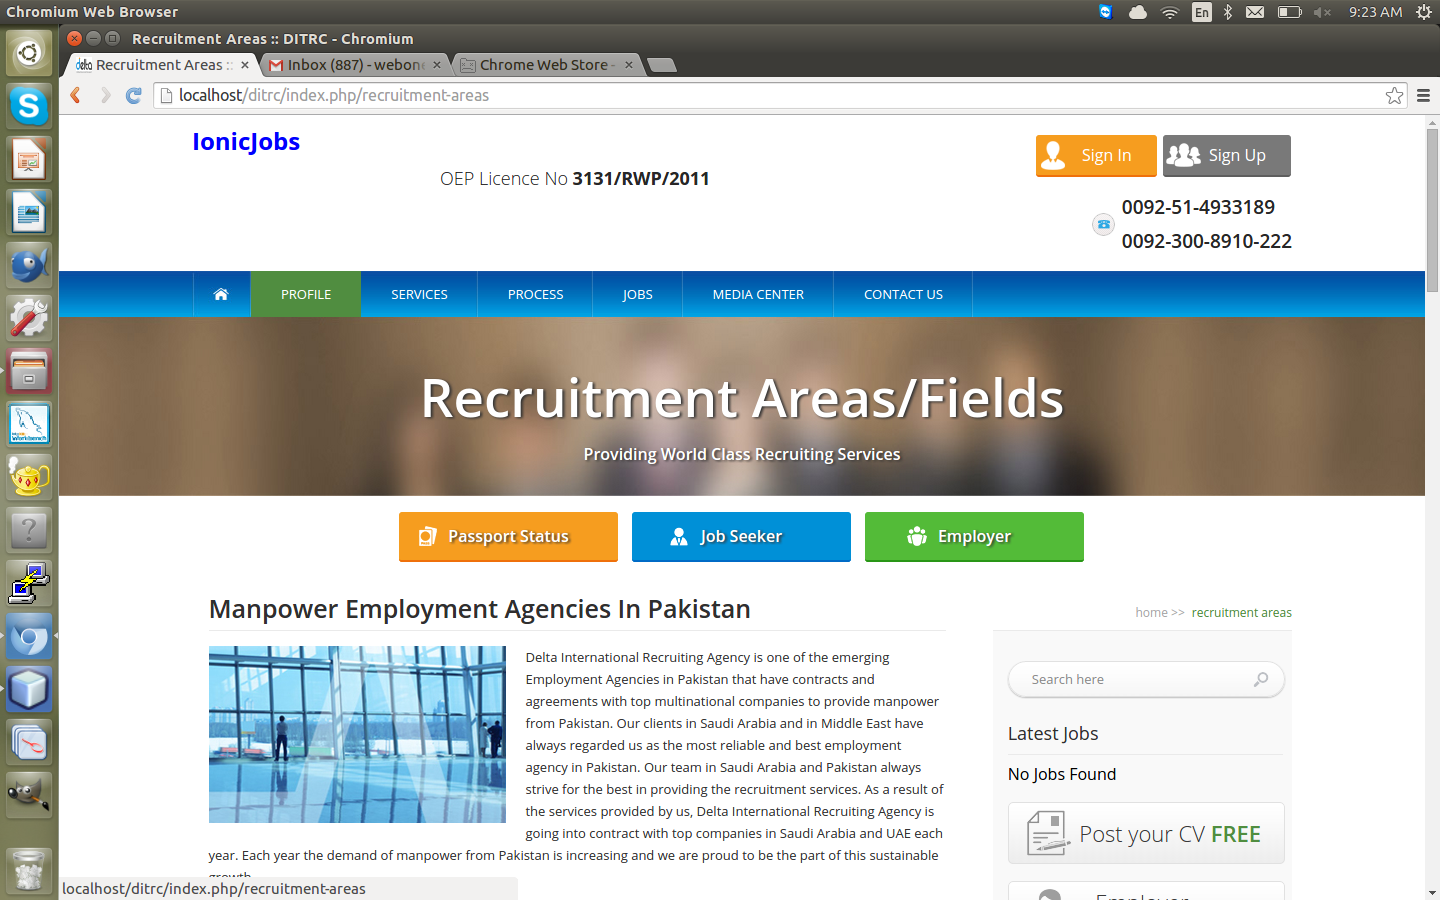 Chromium Web Browser
En
9:23 AM
Recruitment Areas :: DITRC - Chromium
delta Recruitment Areas ::
Inbox (887) - webone
Chrome Web Store -
localhost/ditrc/index.php/recruitment-areas
IonicJobs
OEP Licence No 3131/RWP/2011
Sign In
Sign Up
0092-51-4933189
0092-300-8910-222
PROFILE
SERVICES
PROCESS
JOBS
MEDIA CENTER
CONTACT US
Recruitment Areas/Fields
Providing World Class Recruiting Services
Passport Status
Job Seeker
Employer
Manpower Employment Agencies In Pakistan
home >> recruitment areas
Delta International Recruiting Agency is one of the emerging
Employment Agencies in Pakistan that have contracts and
agreements with top multinational companies to provide manpower
from Pakistan. Our clients in Saudi Arabia and in Middle East have
always regarded us as the most reliable and best employment
agency in Pakistan. Our team in Saudi Arabia and Pakistan always
strive for the best in providing the recruitment services. As a result of
the services provided by us, Delta International Recruiting Agency is
going into contract with top companies in Saudi Arabia and UAE each
year. Each year the demand of manpower from Pakistan is increasing and we are proud to be the part of this sustainable
growth
Search here
Latest Jobs
No Jobs Found
Post your CV FREE
Employer
localhost/ditrc/index.php/recruitment-areas